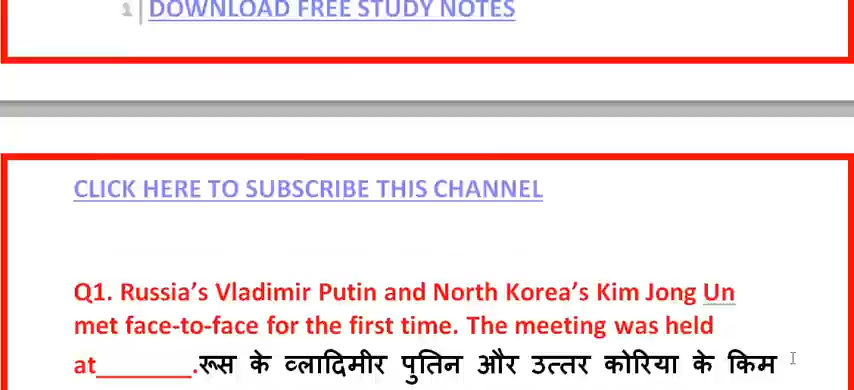 1 | DOWNLOAD FREE STUDY NOTES
CLICK HERE TO SUBSCRIBE THIS CHANNEL
Q1. Russia’s Vladimir Putin and North Korea’s Kim Jong Un
met face-to-face for the first time. The meeting was held
at________.रूस के व्लादिमीर पुतिन और उत्तर कोरिया के किम